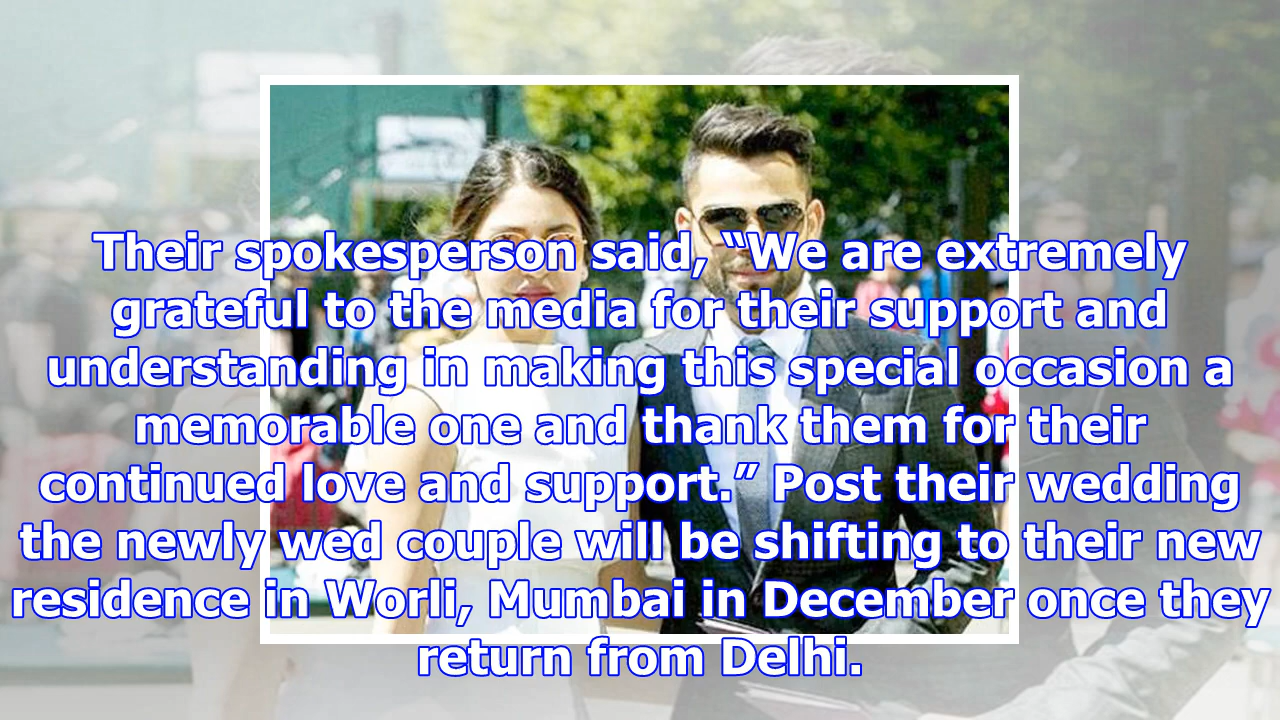 Their spokesperson said, “We are extremely
grateful to the media for their support and
understanding in making this special occasion a
memorable one and thank them for their
continued love and support.” Post their wedding
the newly wed couple will be shifting to their new
residence in Worli, Mumbai in December once they
return from Delhi.